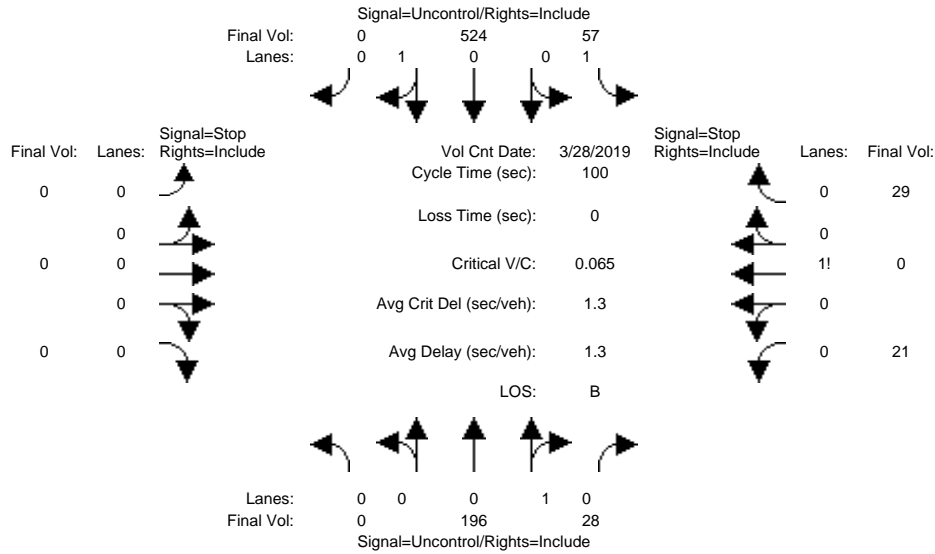 Signal=Uncontrol/Rights=Include
Final Vol: 0 524 57
Lanes: 0 1 0 0 1
Signal=Stop Signal=Stop
Final Vol: Lanes: Rights=Include Vol Cnt Date: 3/28/2019 Rights=Include Lanes: Final Vol:
Cycle Time (sec): 100
0 0 0 29
Loss Time (sec): 0
0 0
0 0 Critical V/C: 0.065 1! 0
0 Avg Crit Del (sec/veh): 1.3 0
0 0 Avg Delay (sec/veh): 1.3 0 21
LOS: B
Lanes: 0 0 0 1 0
Final Vol: 0 196 28
Signal=Uncontrol/Rights=Include